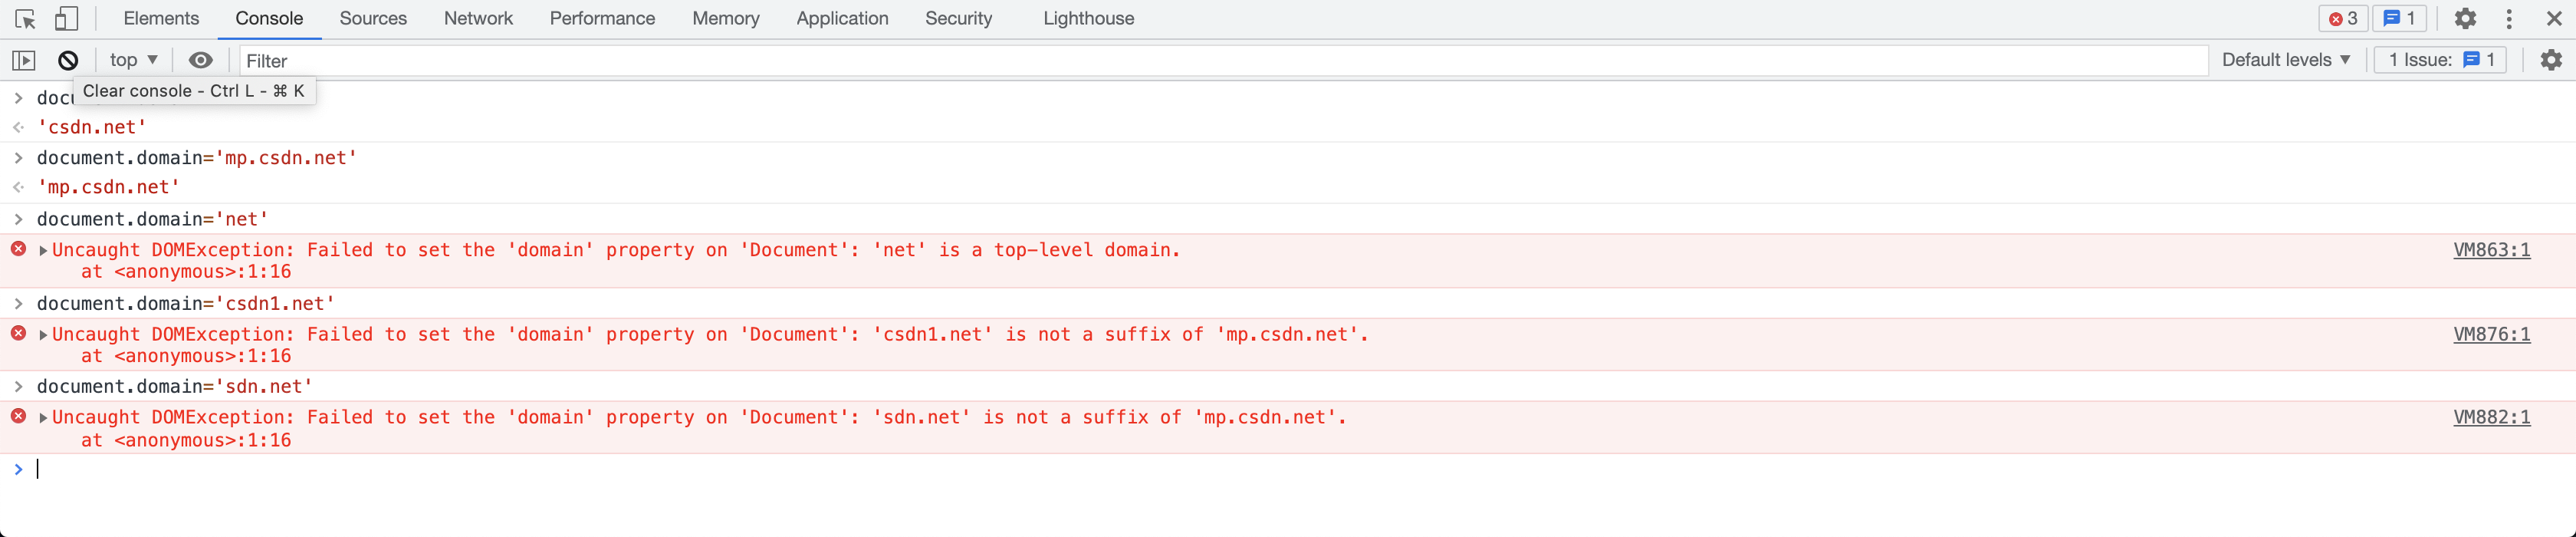 Elements Console Sources Network Performance Memory Application Security Lighthouse 3 1
top Filter Default levels 1 Issue: 1
Clear console - Ctrl L - ⌘ K
'csdn.net'
document.domain='mp.csdn.net'
'mp.csdn.net'
document.domain='net'
Uncaught DOMException: Failed to set the 'domain' property on 'Document': 'net' is a top-level domain. VM863:1
at <anonymous>:1:16
document.domain='csdn1.net'
Uncaught DOMException: Failed to set the 'domain' property on 'Document': 'csdn1.net' is not a suffix of 'mp.csdn.net'. VM876:1
at <anonymous>:1:16
document.domain='sdn.net'
Uncaught DOMException: Failed to set the 'domain' property on 'Document': 'sdn.net' is not a suffix of 'mp.csdn.net'. VM882:1
at <anonymous>:1:16